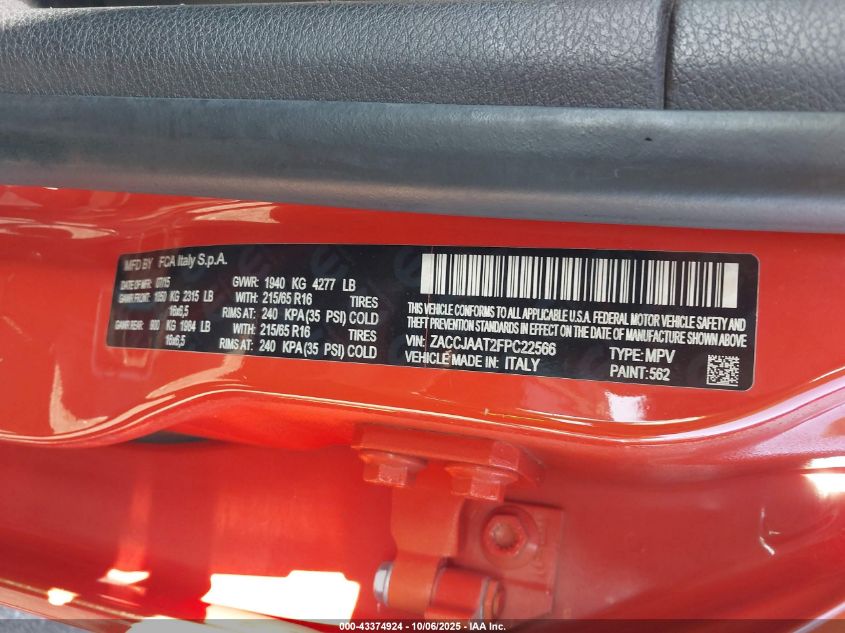 MFD BY FCA Italy S.p.A.
DATE OF MFD: 07/15 GVWR: 1940 KG 4277 LB
GAWR FRONT: 1050 KG 2315 LB WITH: 215/65 R16 TIRES
16x6,5 RIMS AT: 240 KPA(35 PSI) COLD
GAWR REAR: 900 KG 1984 LB WITH: 215/65 R16 TIRES
16x6,5 RIMS AT: 240 KPA(35 PSI) COLD
THIS VEHICLE CONFORMS TO ALL APPLICABLE U.S.A. FEDERAL MOTOR VEHICLE SAFETY AND
THEFT PREVENTION STANDARDS IN EFFECT ON THE DATE OF MANUFACTURE SHOWN ABOVE
VIN: ZACCJAAT2FPC22566 TYPE: MPV
VEHICLE MADE IN: ITALY PAINT: 562
000-43374924 - 10/06/2025 - IAA Inc.